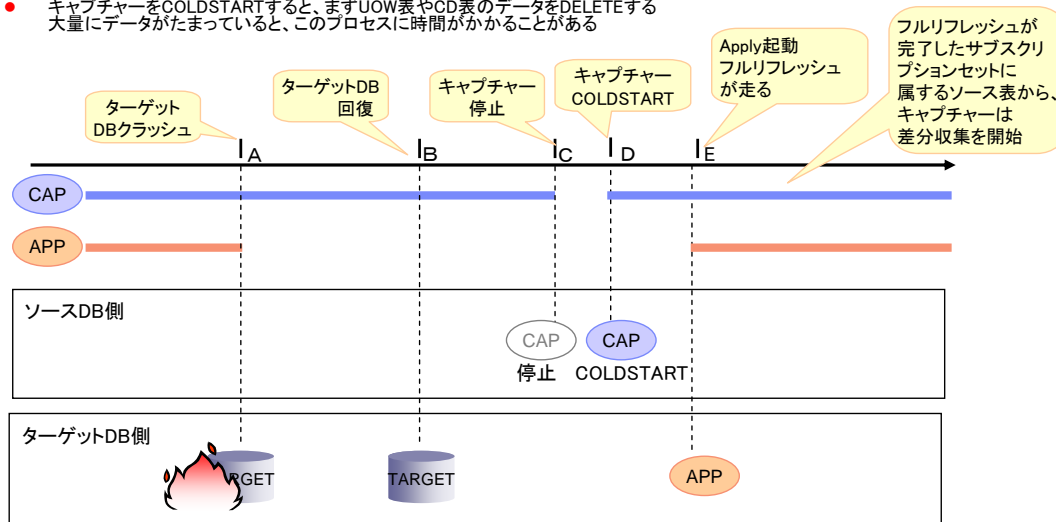 キャプチャーをCOLDSTARTすると、まずUOW表やCD表のデータをDELETEする
大量にデータがたまっていると、このプロセスに時間がかかることがある
ターゲット
DBクラッシュ
ターゲットDB
回復
キャプチャー
停止
キャプチャー
COLDSTART
Apply起動
フルリフレッシュ
が走る
フルリフレッシュが
完了したサブスクリ
プションセットに
属するソース表から、
キャプチャーは
差分収集を開始
A
B
C
D
E
CAP
APP
ソースDB側
CAP
停止
CAP
COLDSTART
ターゲットDB側
RGET
TARGET
APP